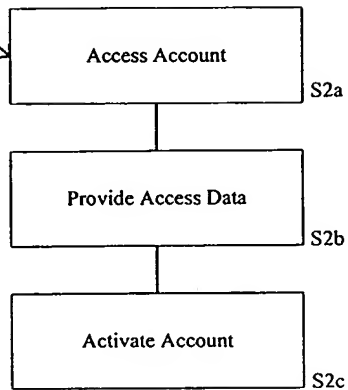 Access Account
S2a
Provide Access Data
S2b
Activate Account
S2c